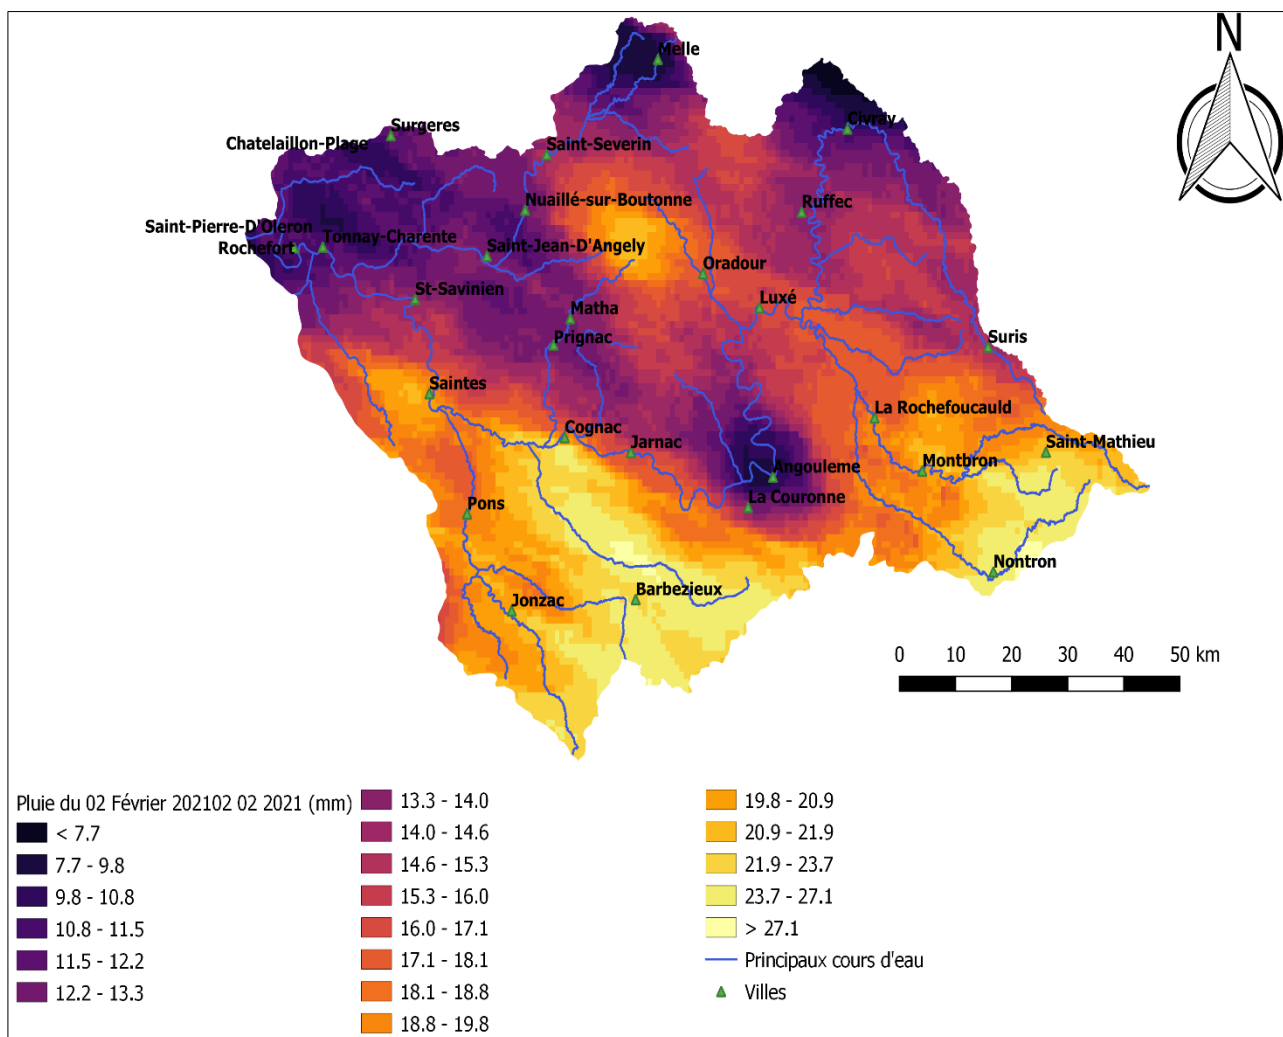 N
Melle
Civray
Surgeres
Chatelaillon-Plage
Saint-Severin
Nuaillé-sur-Boutonne
Ruffec
Saint-Pierre-D'Oleron
Rochefort
Tonnay-Charente
Saint-Jean-D'Angely
Oradour
St-Savinien
Luxé
Matha
Prignac
Suris
Saintes
La Rochefoucauld
Cognac
Jarnac
Saint-Mathieu
Montbron
Angouleme
La Couronne
Pons
Nontron
Barbezieux
Jonzac
0 10 20 30 40 50 km
Pluie du 02 Février 202102 02 2021 (mm)
< 7.7
7.7 - 9.8
9.8 - 10.8
10.8 - 11.5
11.5 - 12.2
12.2 - 13.3
13.3 - 14.0
14.0 - 14.6
14.6 - 15.3
15.3 - 16.0
16.0 - 17.1
17.1 - 18.1
18.1 - 18.8
18.8 - 19.8
19.8 - 20.9
20.9 - 21.9
21.9 - 23.7
23.7 - 27.1
> 27.1
Principaux cours d'eau
Villes